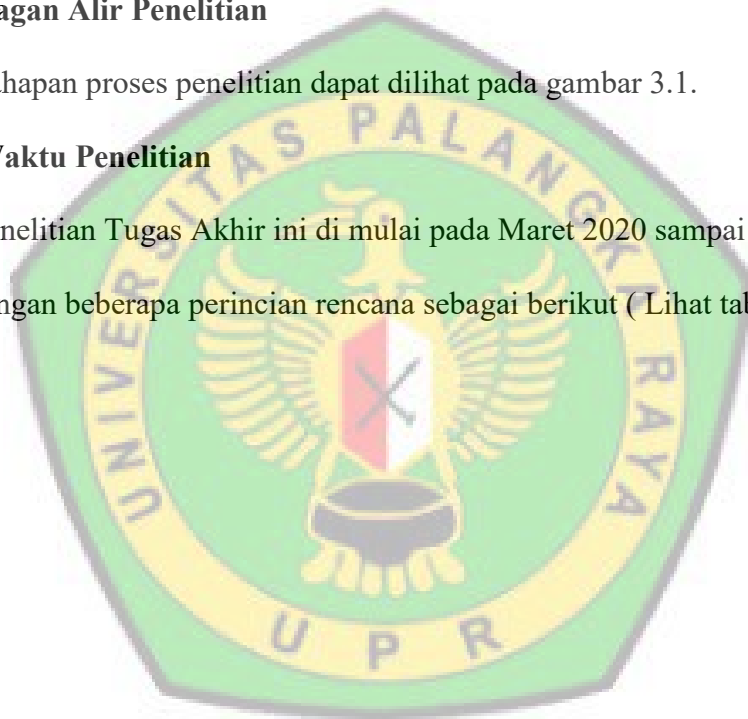 agan Alir Penelitian
hapan proses penelitian dapat dilihat pada gambar 3.1.
aktu Penelitian
nelitian Tugas Akhir ini di mulai pada Maret 2020 sampai
ngan beberapa perincian rencana sebagai berikut ( Lihat tab
UNIVERSITAS PALANGKA RAYA
UPR